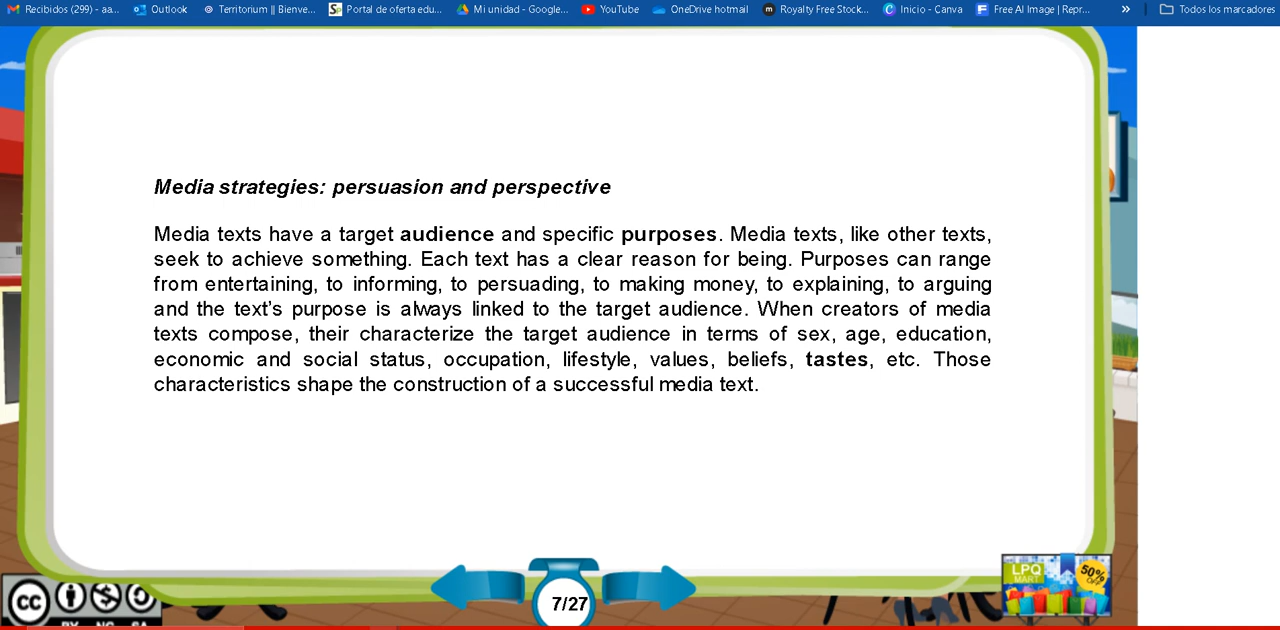 Recibidos (299) - aa...
Outlook
Territorium || Bienve...
Portal de oferta edu...
Mi unidad - Google...
YouTube
OneDrive hotmail
Royalty Free Stock...
Inicio - Canva
Free AI Image | Repr...
»
Todos los marcadores
Media strategies: persuasion and perspective
Media texts have a target audience and specific purposes. Media texts, like other texts,
seek to achieve something. Each text has a clear reason for being. Purposes can range
from entertaining, to informing, to persuading, to making money, to explaining, to arguing
and the text's purpose is always linked to the target audience. When creators of media
texts compose, their characterize the target audience in terms of sex, age, education,
economic and social status, occupation, lifestyle, values, beliefs, tastes, etc. Those
characteristics shape the construction of a successful media text.
cc
BY NC SA
7/27
LPQ
MART
50%
OFF